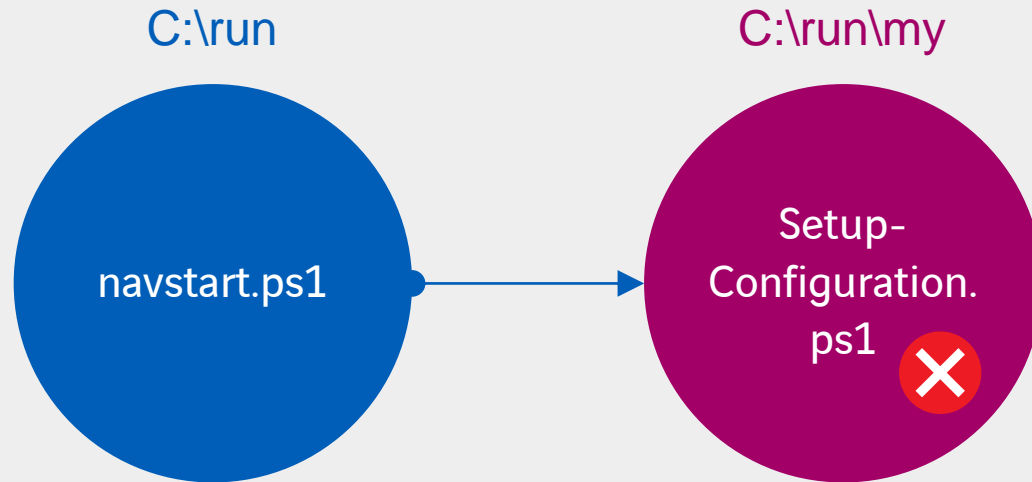 C:\run
C:\run\my
navstart.ps1
Setup-
Configuration.
ps1